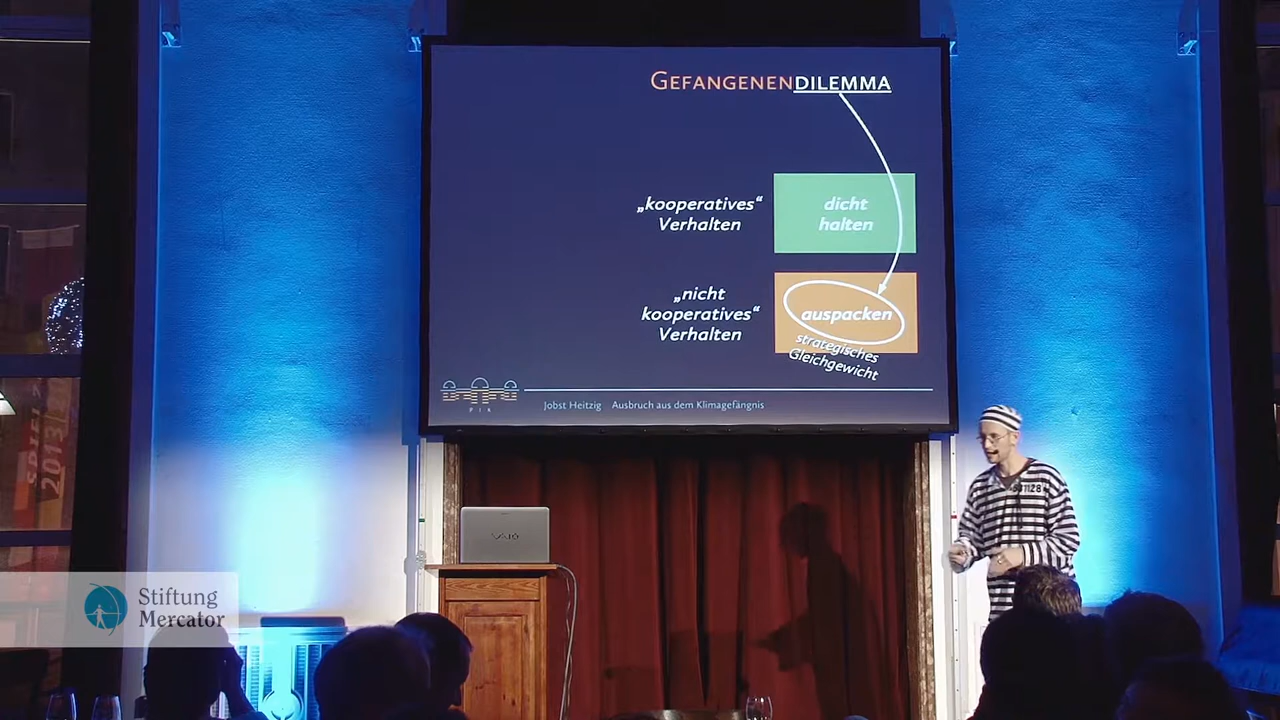 GEFANGENENDILEMMA
„kooperatives“
Verhalten
dicht
halten
„nicht
kooperatives“
Verhalten
auspacken
strategisches
Gleichgewicht
PIK
Jobst Heitzig Ausbruch aus dem Klimagefängnis
VAIO
Stiftung
Mercator
2013